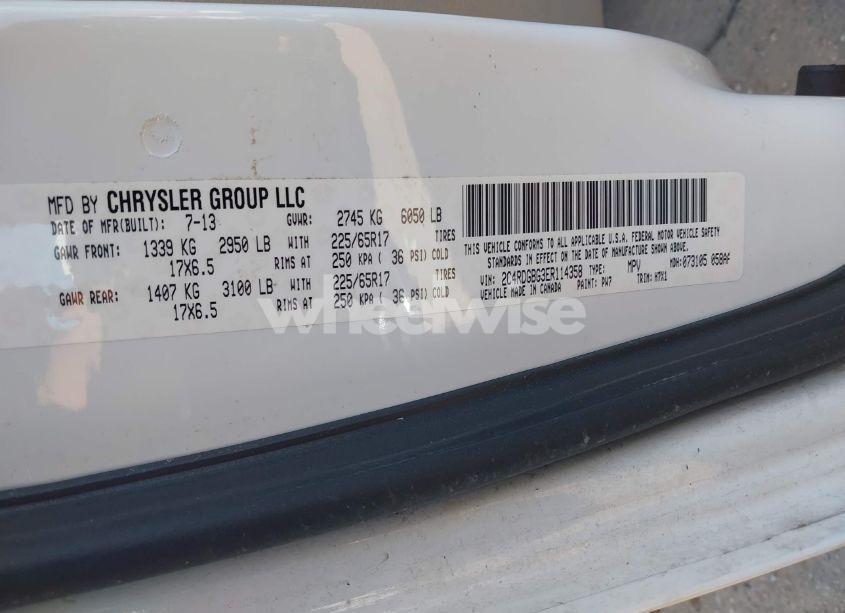 MFD BY CHRYSLER GROUP LLC
DATE OF MFR(BUILT): 7-13 GVWR: 2745 KG 6050 LB
GAWR FRONT: 1339 KG 2950 LB WITH 225/65R17 TIRES
17X6.5 RIMS AT 250 KPA ( 36 PSI) COLD
GAWR REAR: 1407 KG 3100 LB WITH 225/65R17 TIRES
17X6.5 RIMS AT 250 KPA ( 36 PSI) COLD
THIS VEHICLE CONFORMS TO ALL APPLICABLE U.S.A. FEDERAL MOTOR VEHICLE SAFETY
STANDARDS IN EFFECT ON THE DATE OF MANUFACTURE SHOWN ABOVE.
VIN: 2C4RDGBG3ER114358 TYPE: MPV MDH: 073105 058AF
VEHICLE MADE IN CANADA PAINT: PW7 TRIM: H7X1
wheelwise